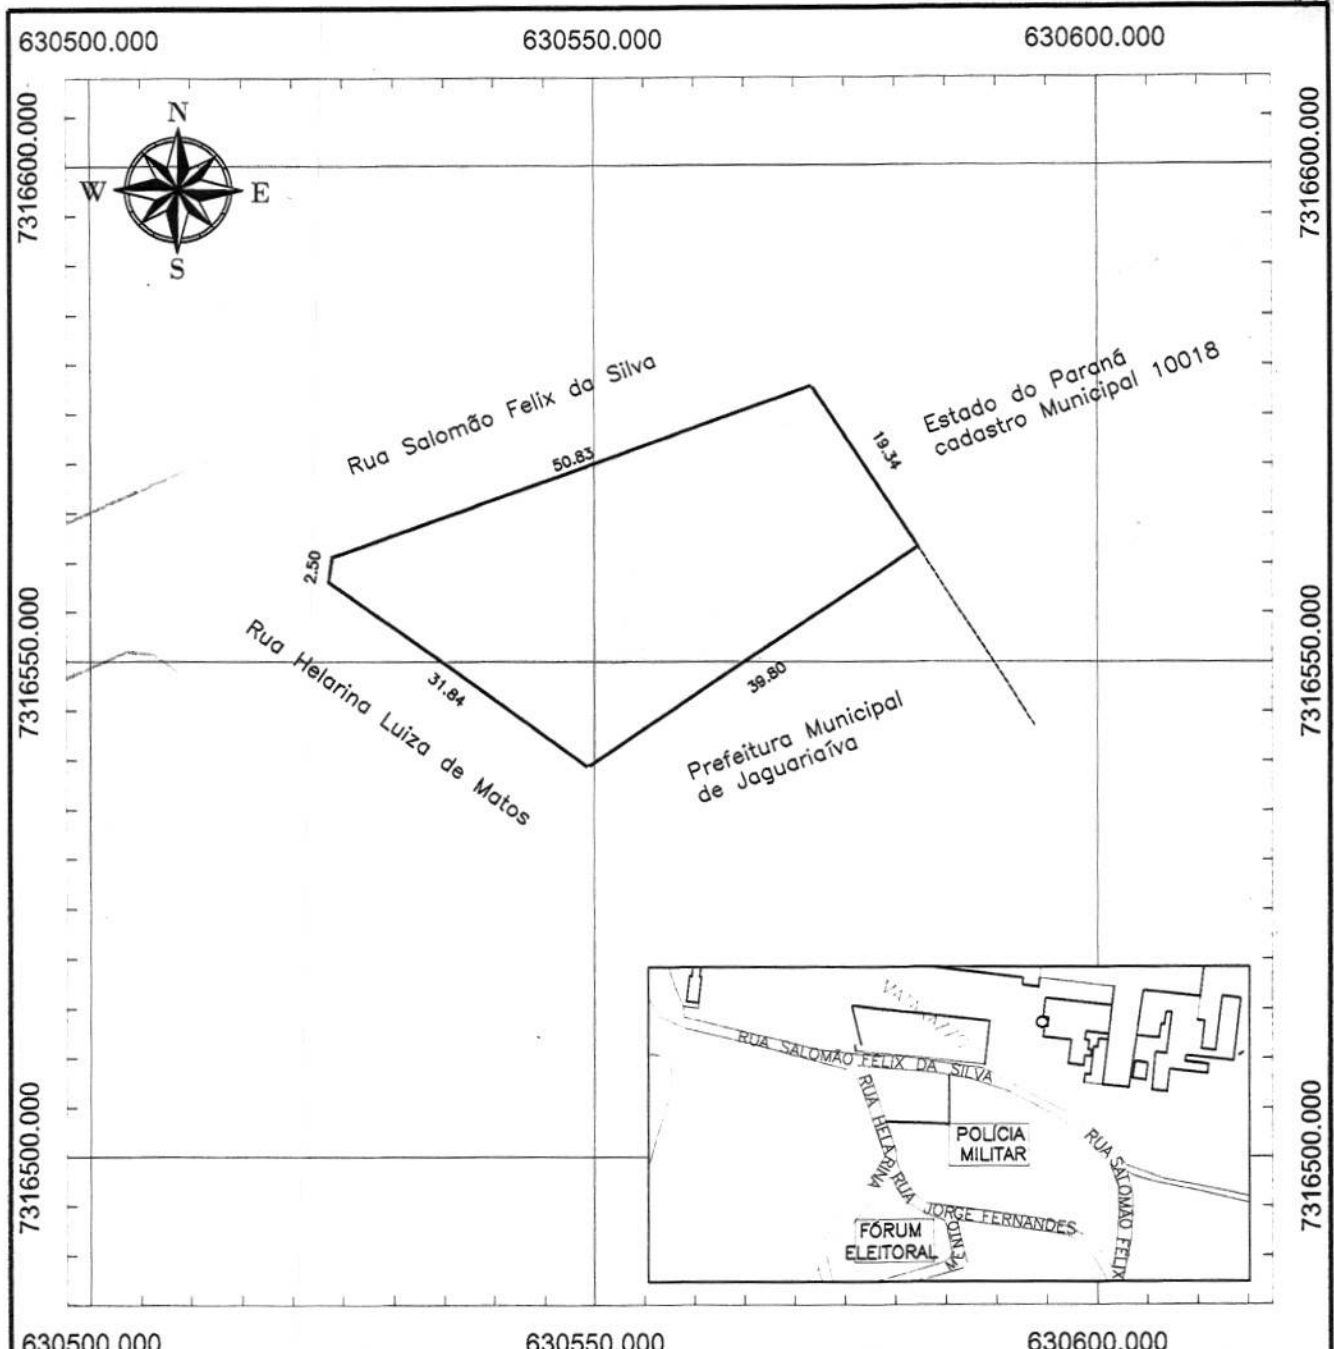 630500.000
630550.000
630600.000
7316600.000
7316600.000
N
W
E
S
Rua Salomão Felix da Silva
Estado do Paraná
cadastro Municipal 10018
50.83
19.34
2.50
7316550.000
7316550.000
Rua Helarina Luiza de Matos
31.84
39.80
Prefeitura Municipal
de Jaguariaíva
RUA SALOMÃO FELIX DA SILVA
RUA HELARINA
POLÍCIA
MILITAR
RUA SALOMÃO FELIX
RUA JORGE FERNANDES
FÓRUM
ELEITORAL
7316500.000
7316500.000
630500.000
630550.000
630600.000